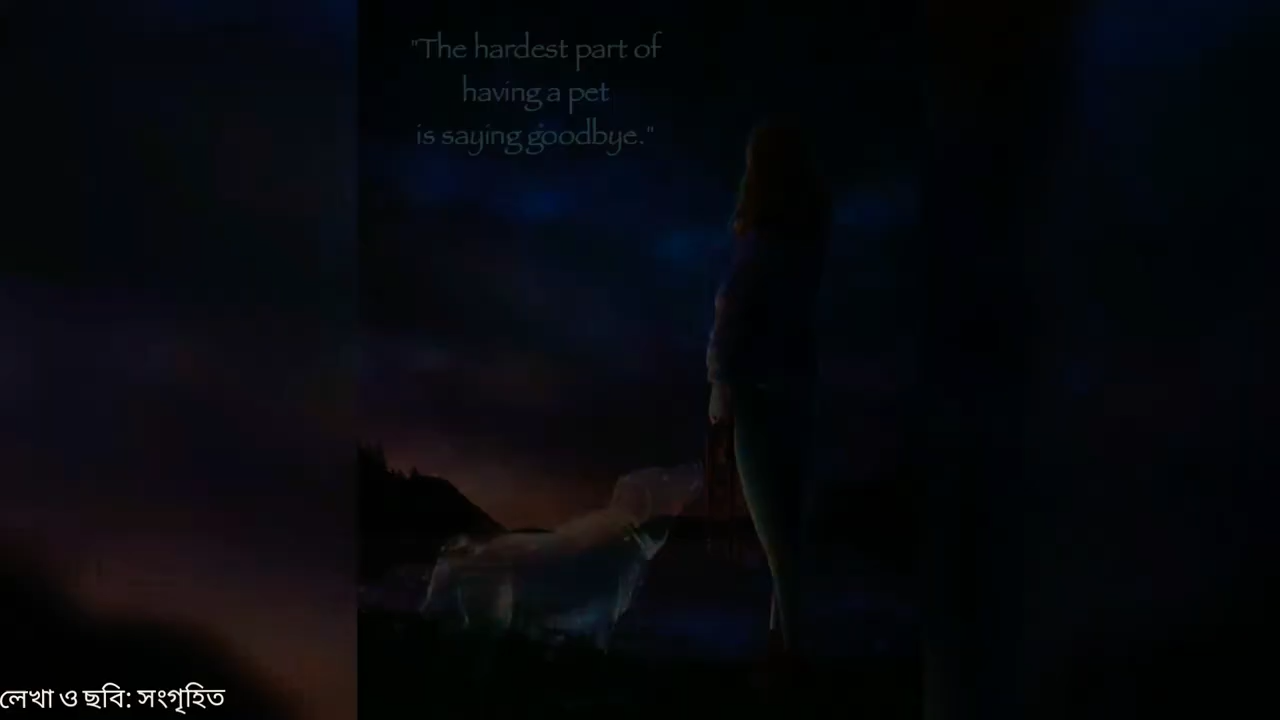 "The hardest part of
having a pet
is saying goodbye."
লেখা ও ছবি: সংগৃহিত